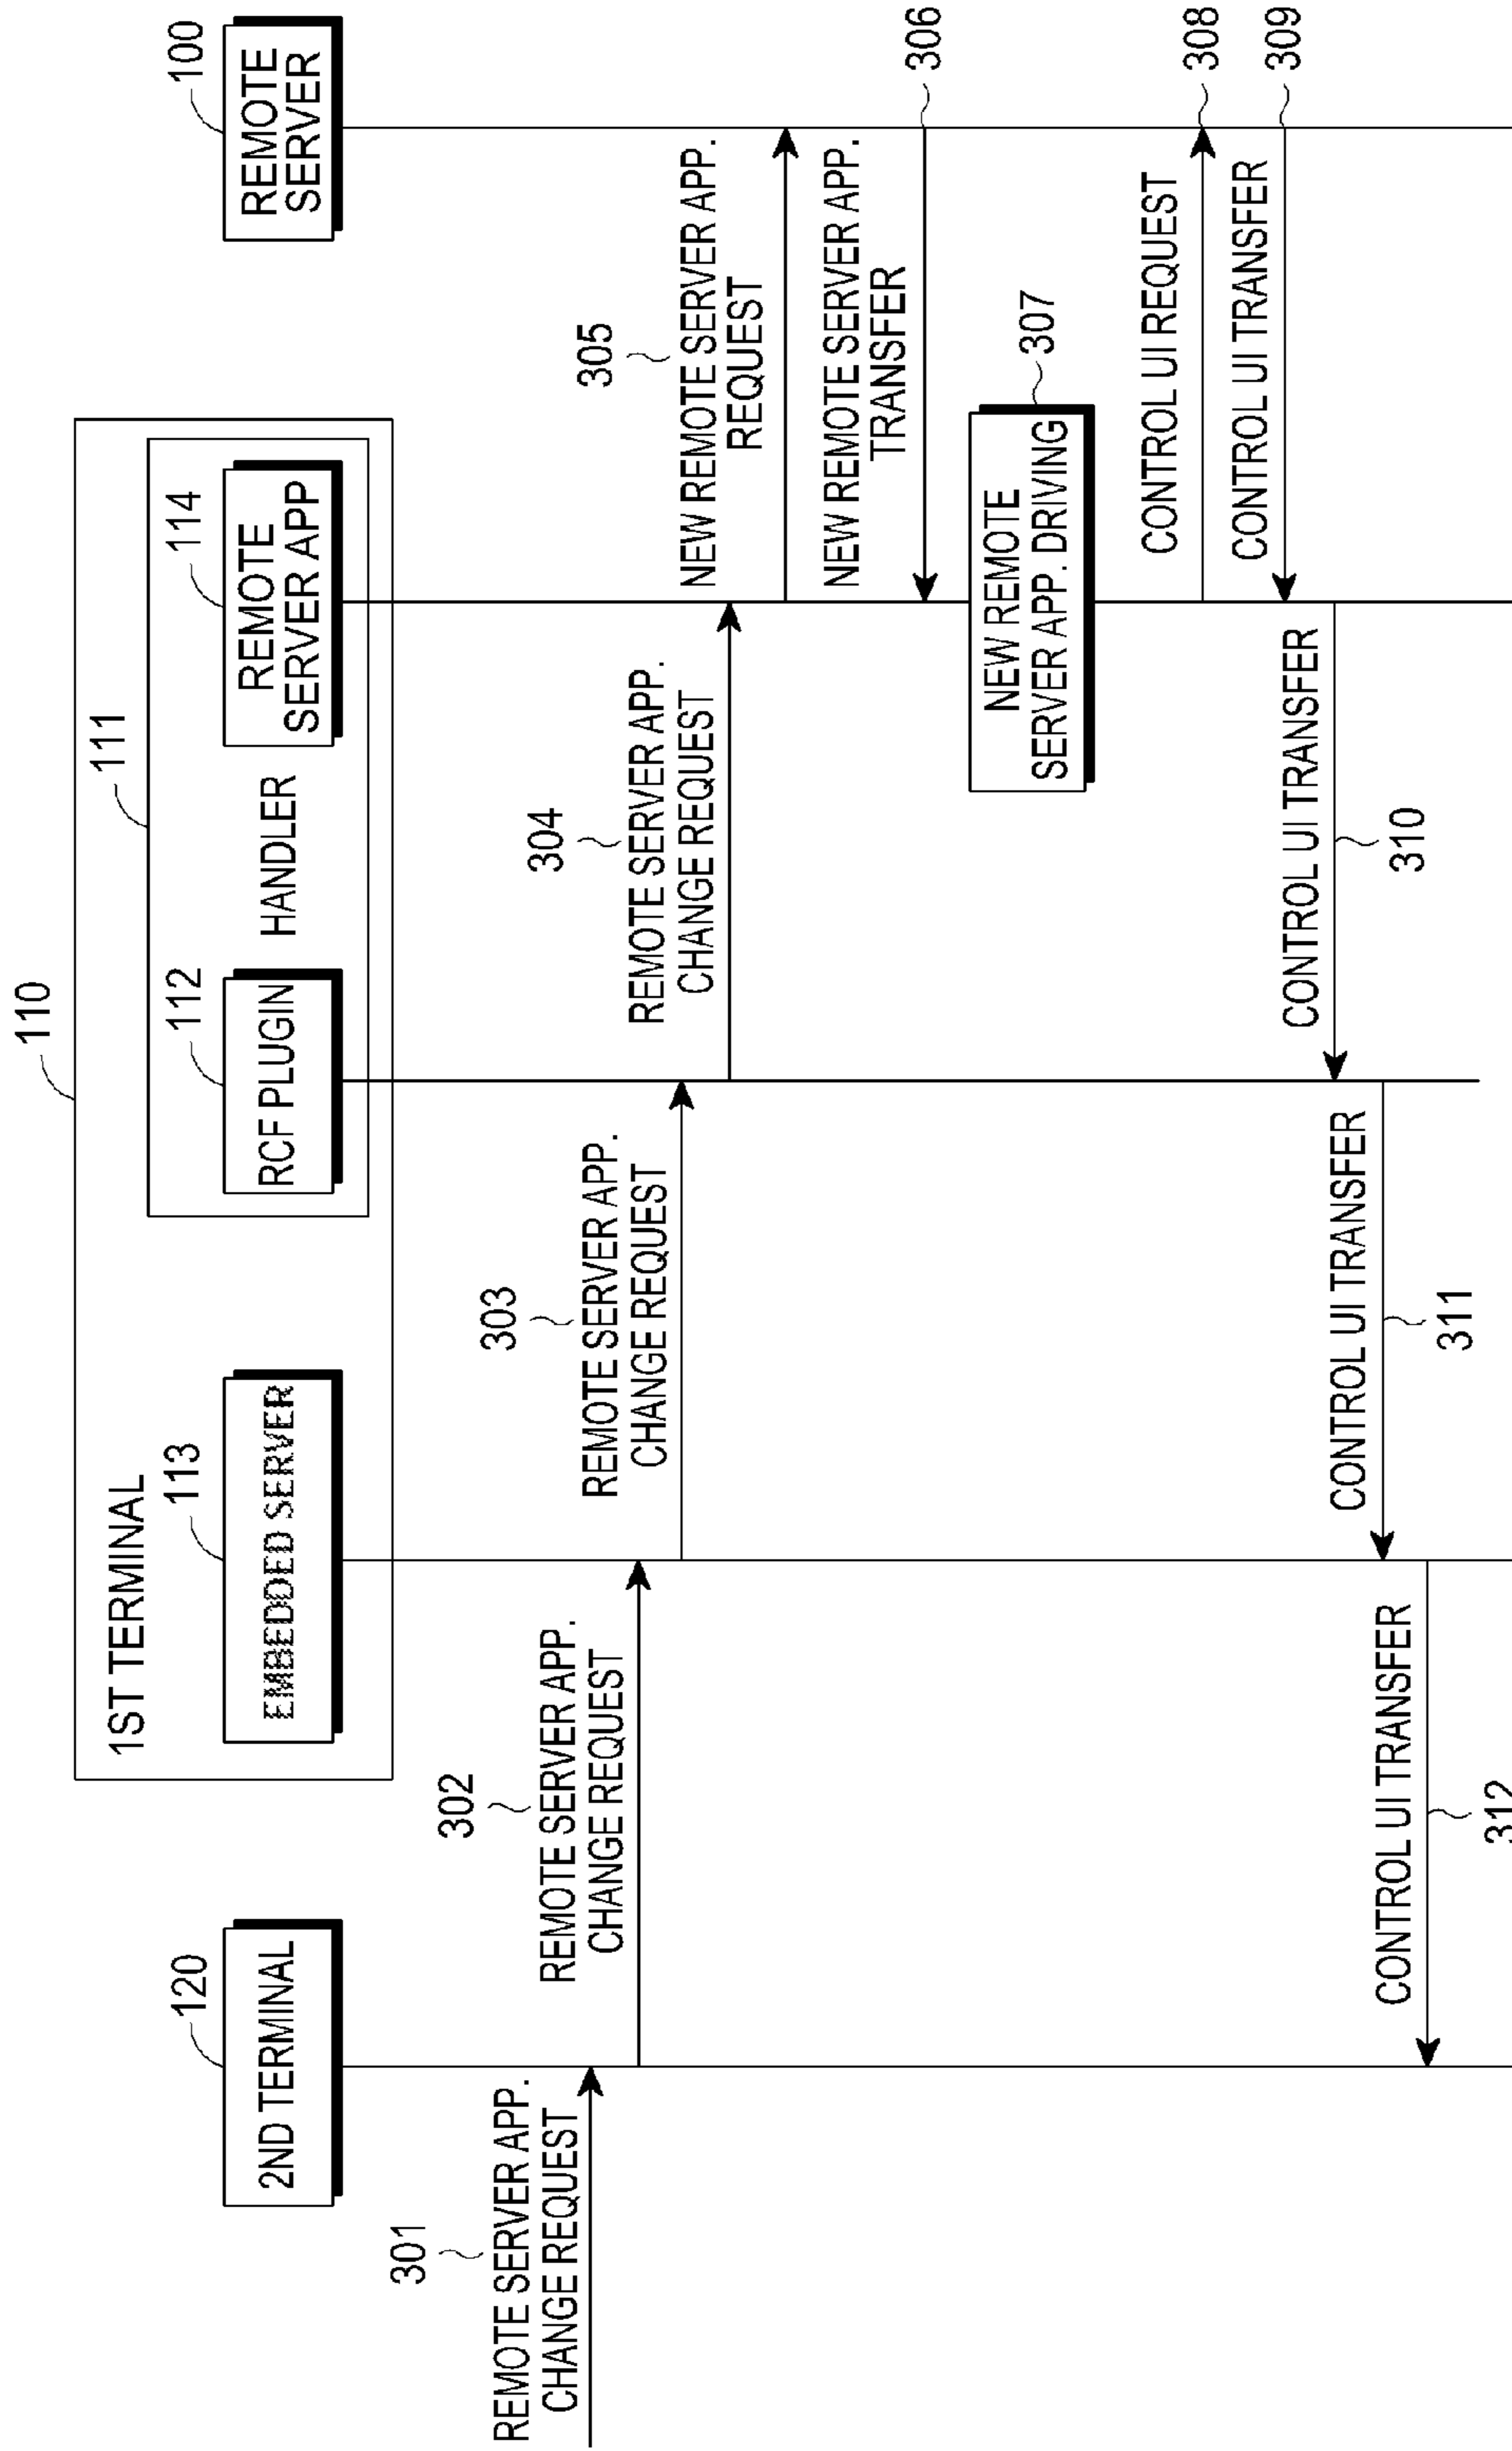 110
111
1ST TERMINAL
120
2ND TERMINAL
113
EMBEDDED SERVER
112
RCF PLUGIN
HANDLER
114
REMOTE
SERVER APP
100
REMOTE
SERVER
301
REMOTE SERVER APP.
CHANGE REQUEST
302
REMOTE SERVER APP.
CHANGE REQUEST
303
REMOTE SERVER APP.
CHANGE REQUEST
304
REMOTE SERVER APP.
CHANGE REQUEST
305
NEW REMOTE SERVER APP.
REQUEST
NEW REMOTE SERVER APP.
TRANSFER
306
NEW REMOTE
SERVER APP. DRIVING
307
CONTROL UI REQUEST
308
CONTROL UI TRANSFER
309
CONTROL UI TRANSFER
310
CONTROL UI TRANSFER
311
CONTROL UI TRANSFER
312